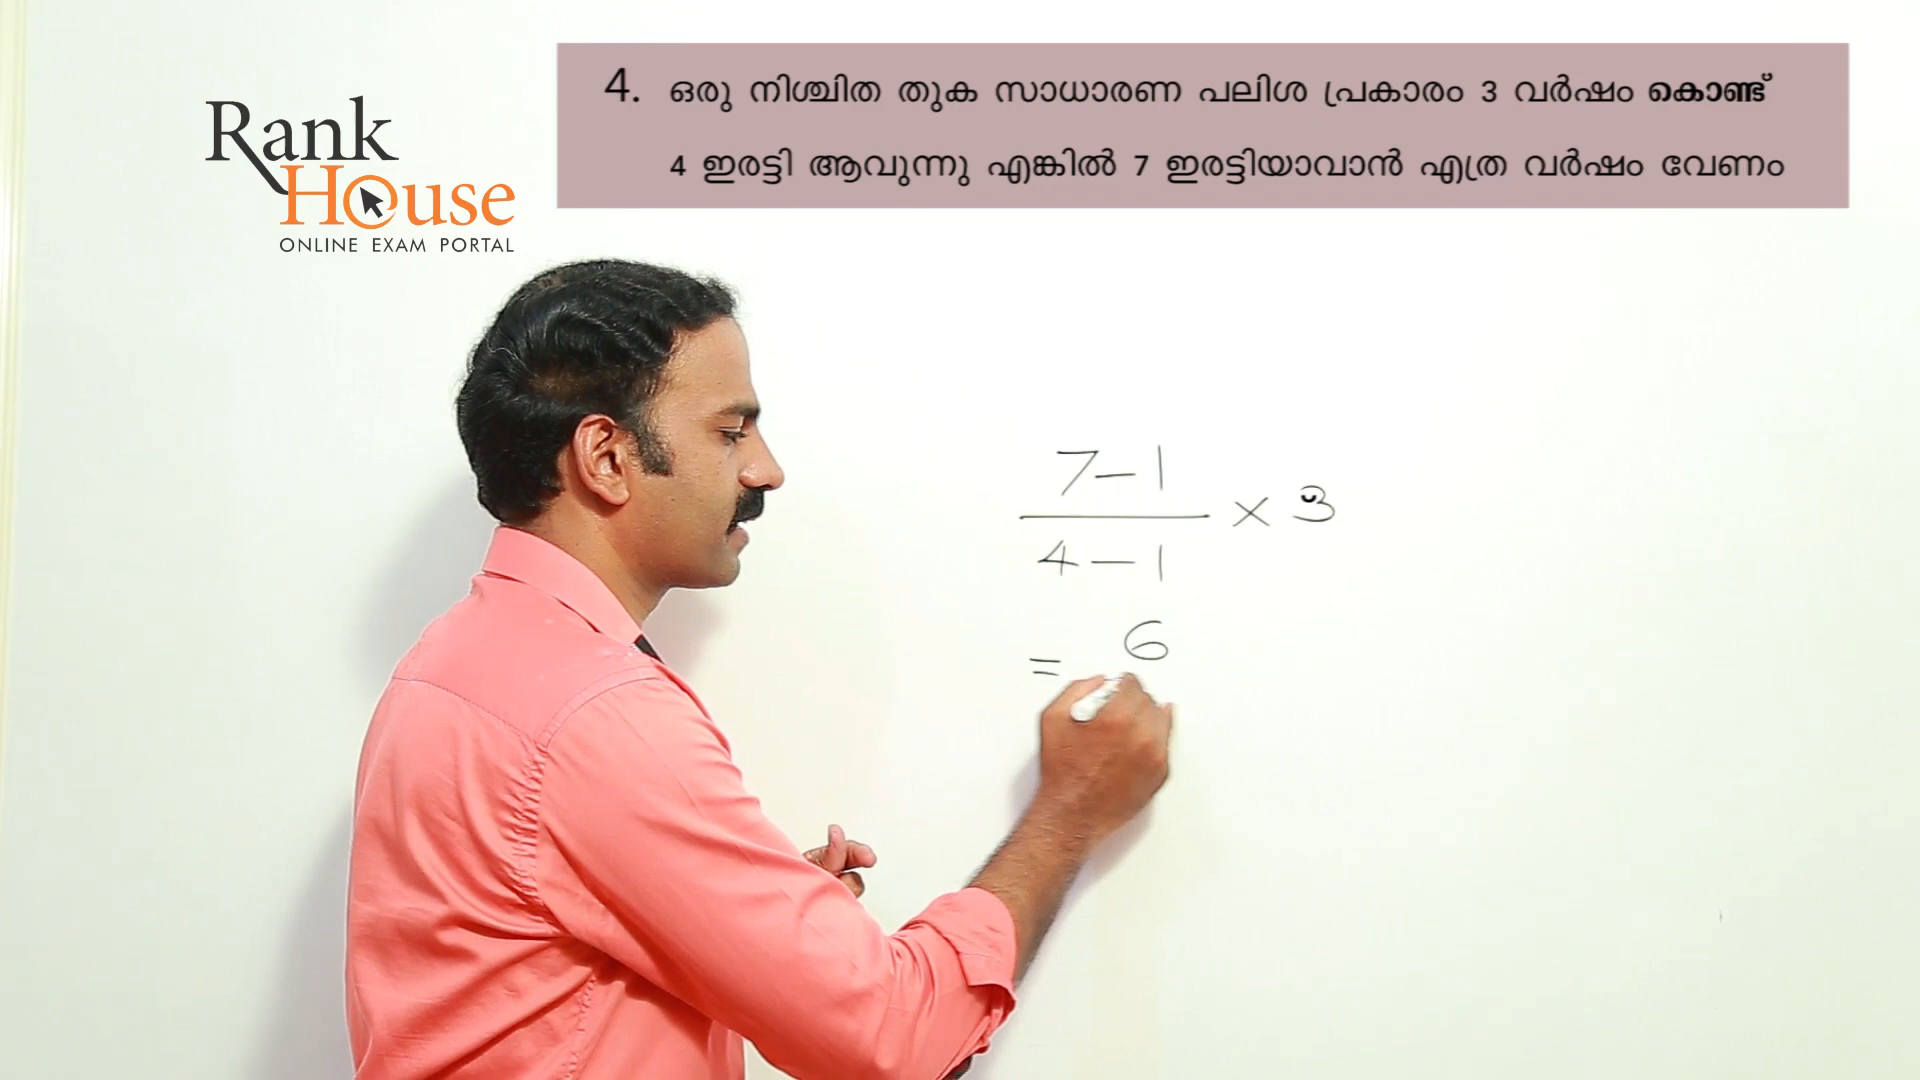 Rank
House
ONLINE EXAM PORTAL
4. ഒരു നിശ്ചിത തുക സാധാരണ പലിശ പ്രകാരം 3 വർഷം കൊണ്ട്
4 ഇരട്ടി ആവുന്നു എങ്കിൽ 7 ഇരട്ടിയാവാൻ എത്ര വർഷം വേണം
7 – 1
× 3
4 – 1
= 6